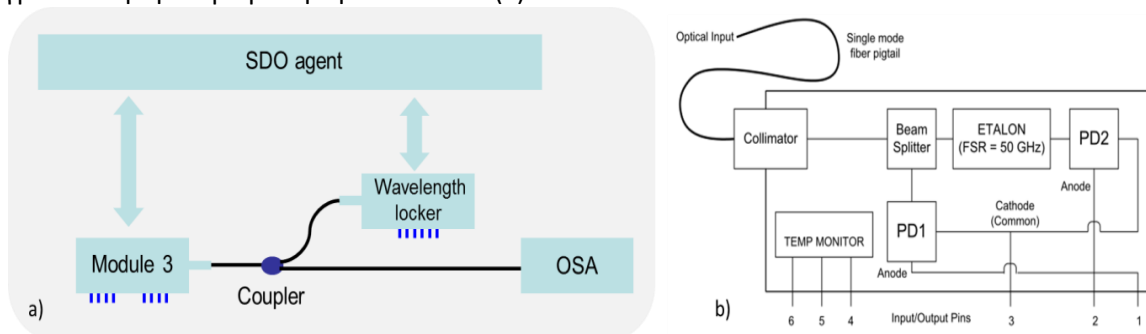 SDO agent
Wavelength
locker
Module 3
Coupler
OSA
a)
Optical Input
Single mode
fiber pigtail
Collimator
Beam
Splitter
ETALON
(FSR = 50 GHz)
PD2
Anode
Cathode
(Common)
PD1
TEMP MONITOR
Anode
b)
6 5 4 Input/Output Pins 3 2 1